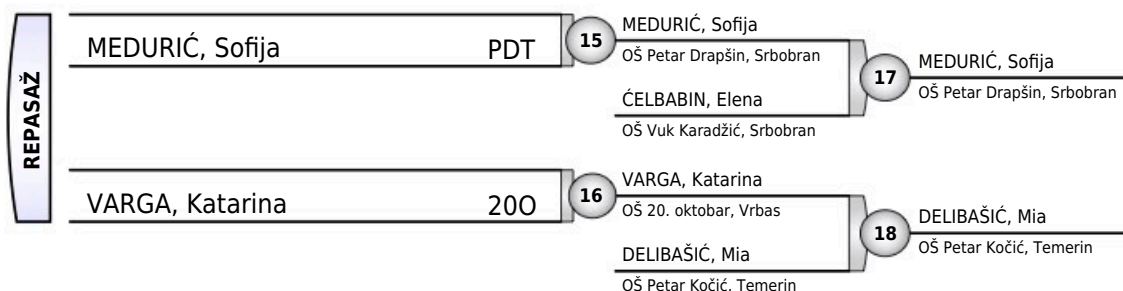 REPASAŽ
MEDURIĆ, Sofija PDT
15
MEDURIĆ, Sofija
OŠ Petar Drapšin, Srbobran
ĆELBABIN, Elena
OŠ Vuk Karadžić, Srbobran
17
MEDURIĆ, Sofija
OŠ Petar Drapšin, Srbobran
VARGA, Katarina 20O
16
VARGA, Katarina
OŠ 20. oktobar, Vrbas
DELIBAŠIĆ, Mia
OŠ Petar Kočić, Temerin
18
DELIBAŠIĆ, Mia
OŠ Petar Kočić, Temerin